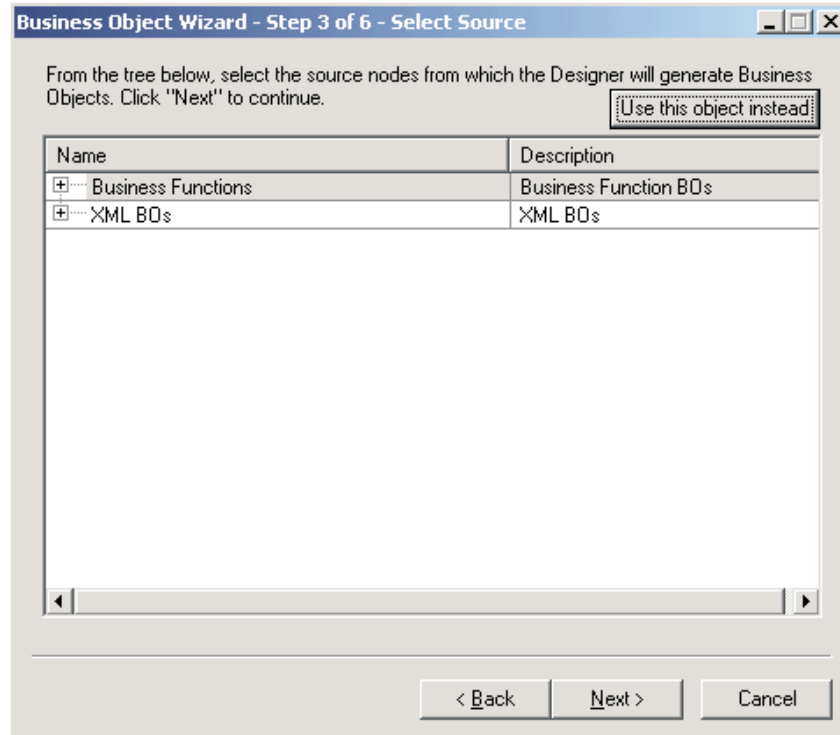 Business Object Wizard - Step 3 of 6 - Select Source
From the tree below, select the source nodes from which the Designer will generate Business
Objects. Click "Next" to continue.
Use this object instead
Name Description
Business Functions Business Function BOs
XML BOs XML BOs
< Back Next > Cancel